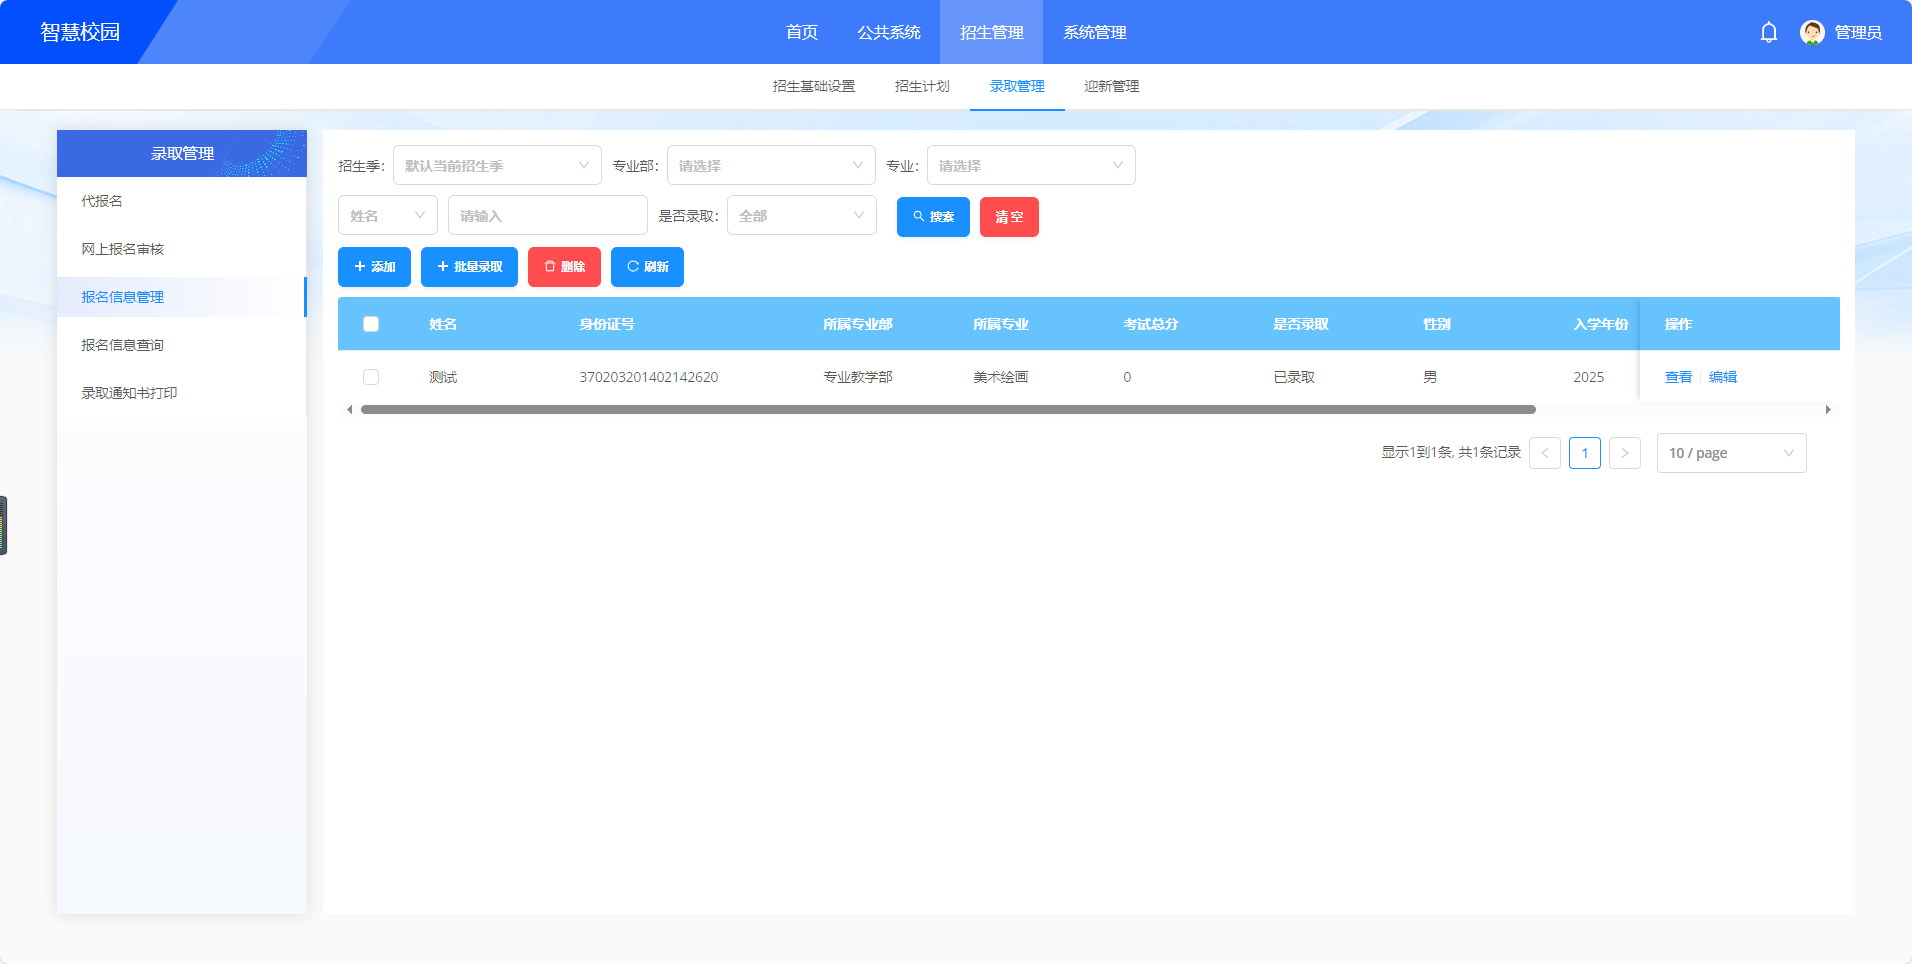 智慧校园
首页 公共系统 招生管理 系统管理
管理员
招生基础设置 招生计划 录取管理 迎新管理
录取管理
代报名
网上报名审核
报名信息管理
报名信息查询
录取通知书打印
招生季: 默认当前招生季 专业部: 请选择 专业: 请选择
姓名 请输入 是否录取: 全部 搜索 清空
添加 批量录取 删除 刷新
姓名 身份证号 所属专业部 所属专业 考试总分 是否录取 性别 入学年份 操作
测试 370203201402142620 专业教学部 美术绘画 0 已录取 男 2025 查看 编辑
显示1到1条, 共1条记录 < 1 > 10 / page